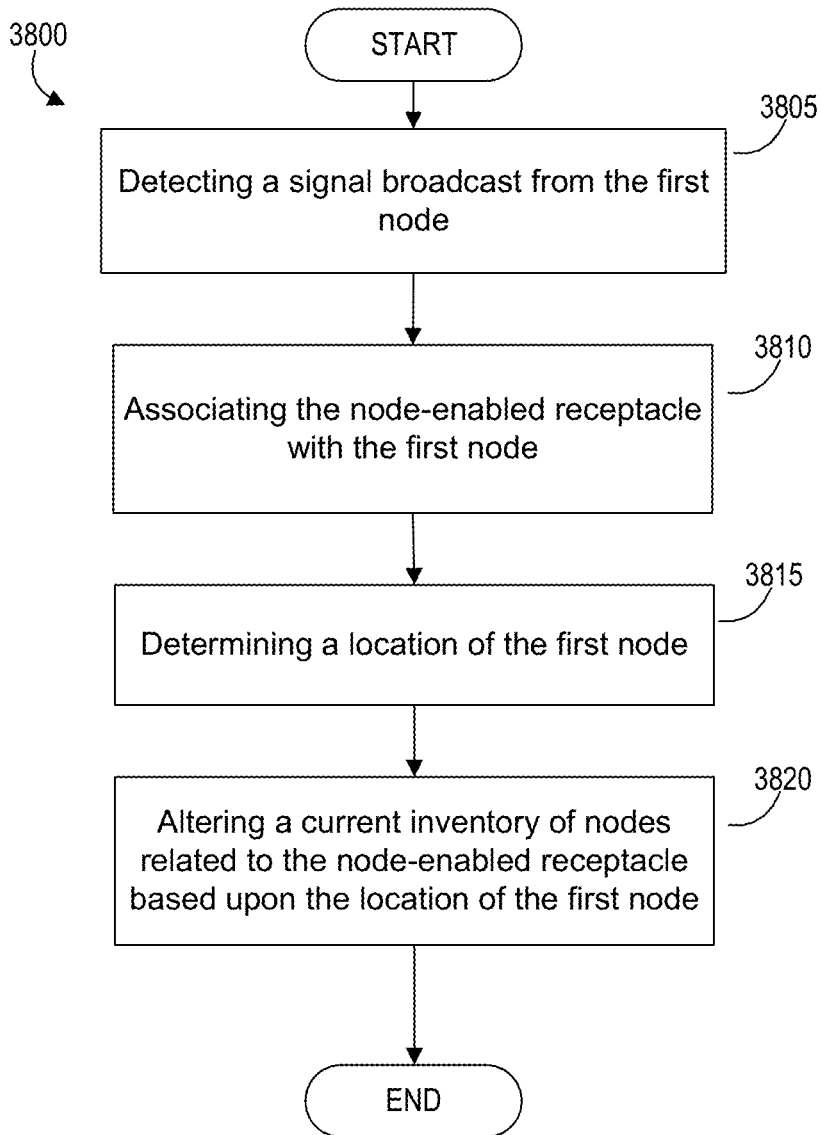 3800
START
3805
Detecting a signal broadcast from the first
node
3810
Associating the node-enabled receptacle
with the first node
3815
Determining a location of the first node
3820
Altering a current inventory of nodes
related to the node-enabled receptacle
based upon the location of the first node
END